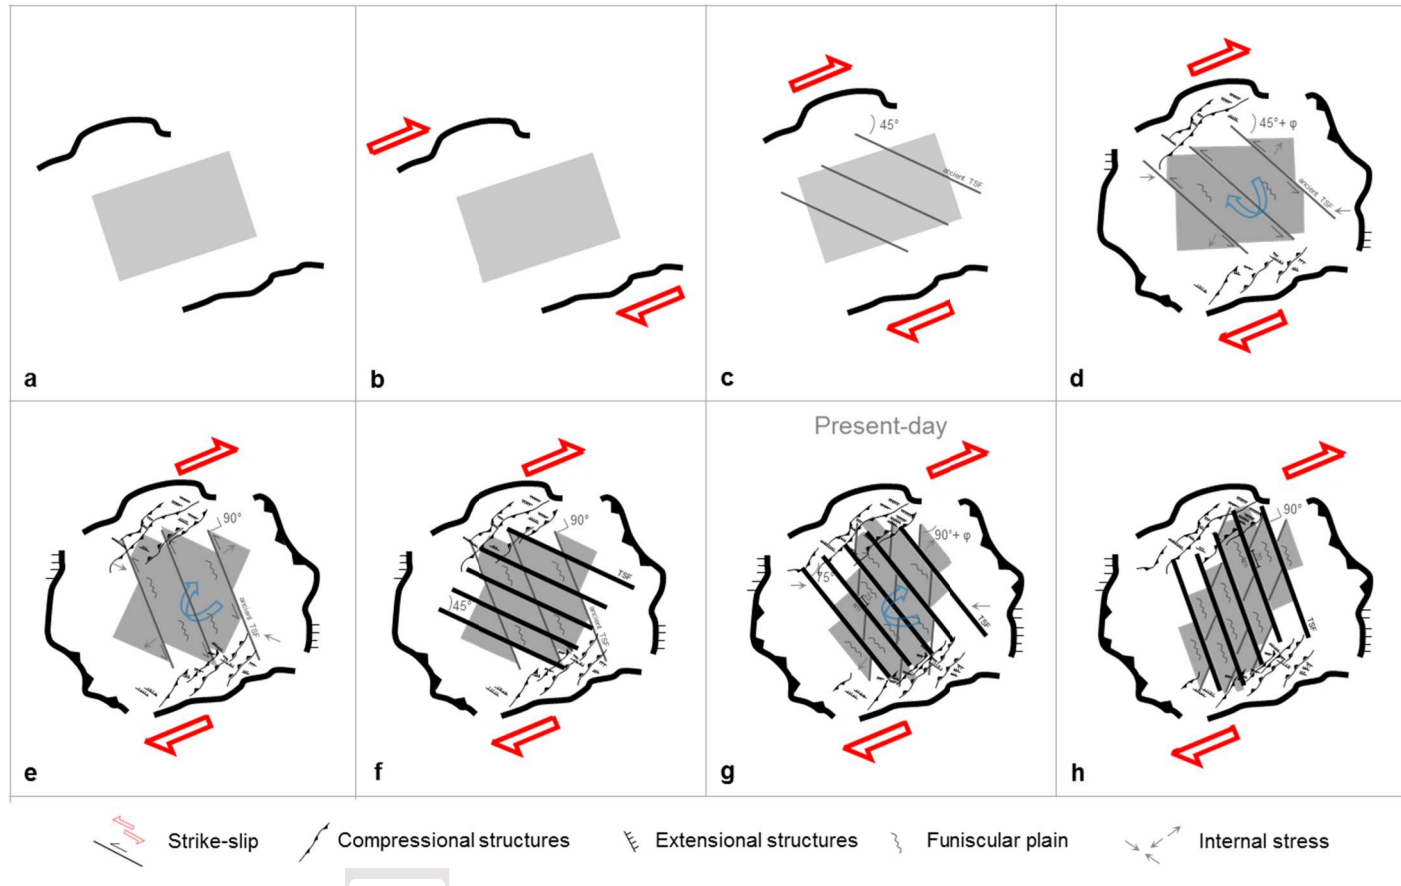 45°
ancient TSF
45°+ φ
ancient TSF
a
b
c
d
Present-day
90°
ancient TSF
90°
TSF
45°
ancient TSF
90°+ φ
75°
TSF
90°
TSF
e
f
g
h
Strike-slip
Compressional structures
Extensional structures
Funiscular plain
Internal stress